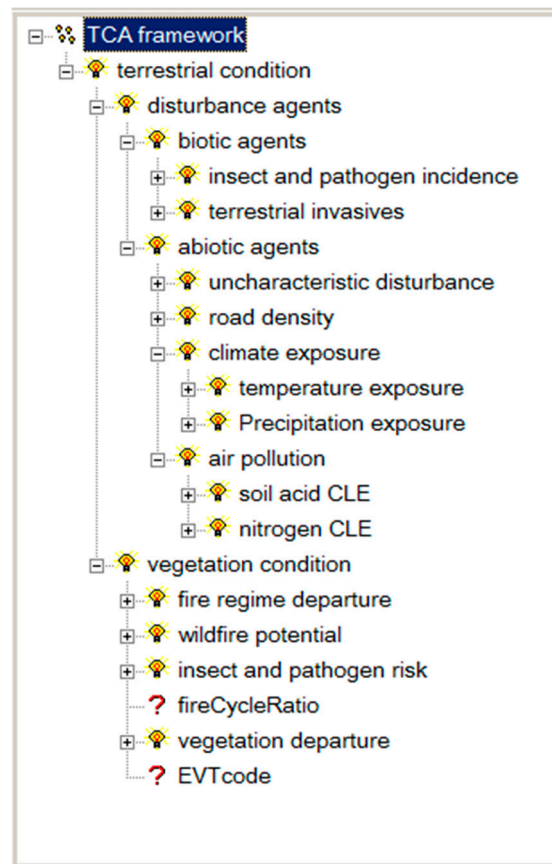 TCA framework
terrestrial condition
disturbance agents
biotic agents
insect and pathogen incidence
terrestrial invasives
abiotic agents
uncharacteristic disturbance
road density
climate exposure
temperature exposure
Precipitation exposure
air pollution
soil acid CLE
nitrogen CLE
vegetation condition
fire regime departure
wildfire potential
insect and pathogen risk
? fireCycleRatio
vegetation departure
? EVTcode